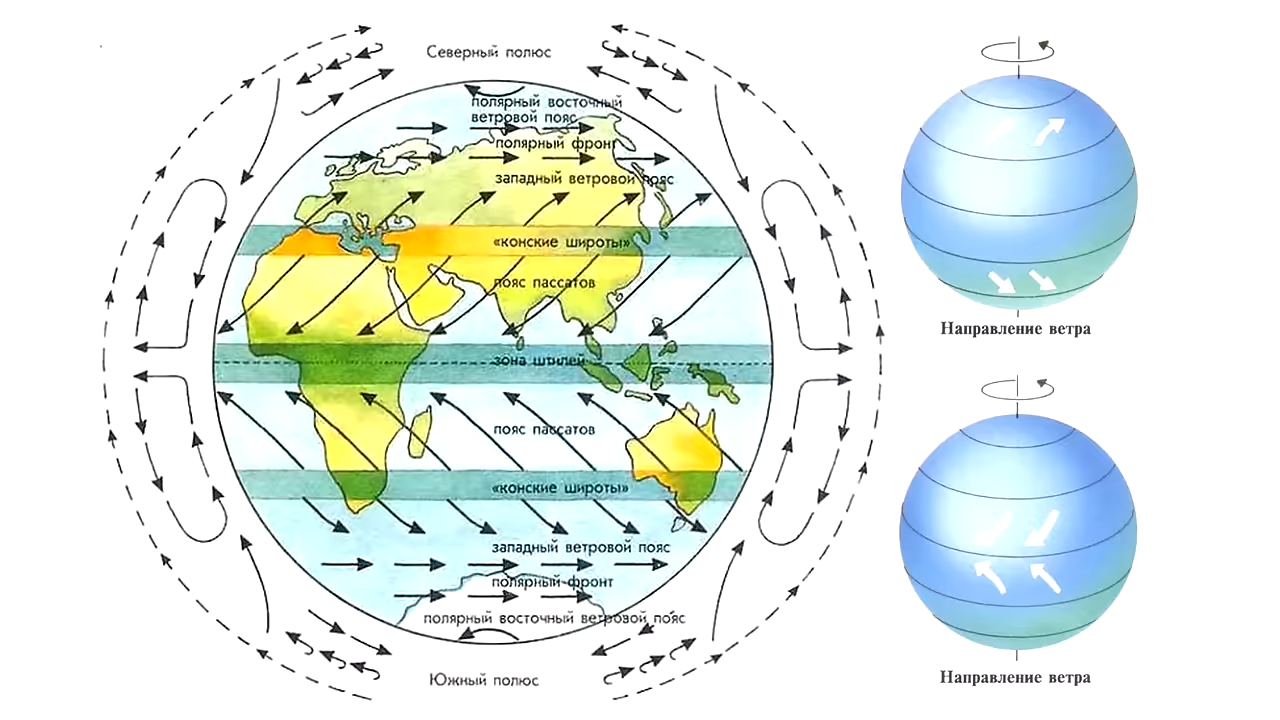 Северный полюс
полярный восточный
ветровой пояс
полярный фронт
западный ветровой пояс
«конские широты»
пояс пассатов
зона штилей
пояс пассатов
«конские широты»
западный ветровой пояс
полярный фронт
полярный восточный ветровой пояс
Южный полюс
Направление ветра
Направление ветра